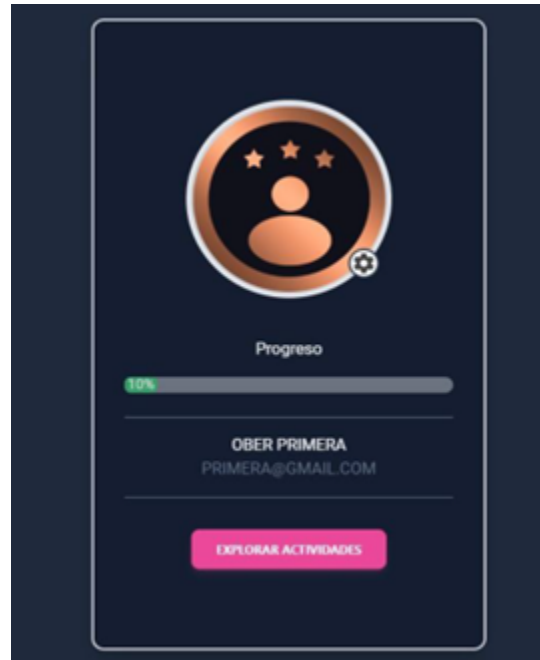 Progreso
10%
OBER PRIMERA
PRIMERA@GMAIL.COM
EXPLORAR ACTIVIDADES